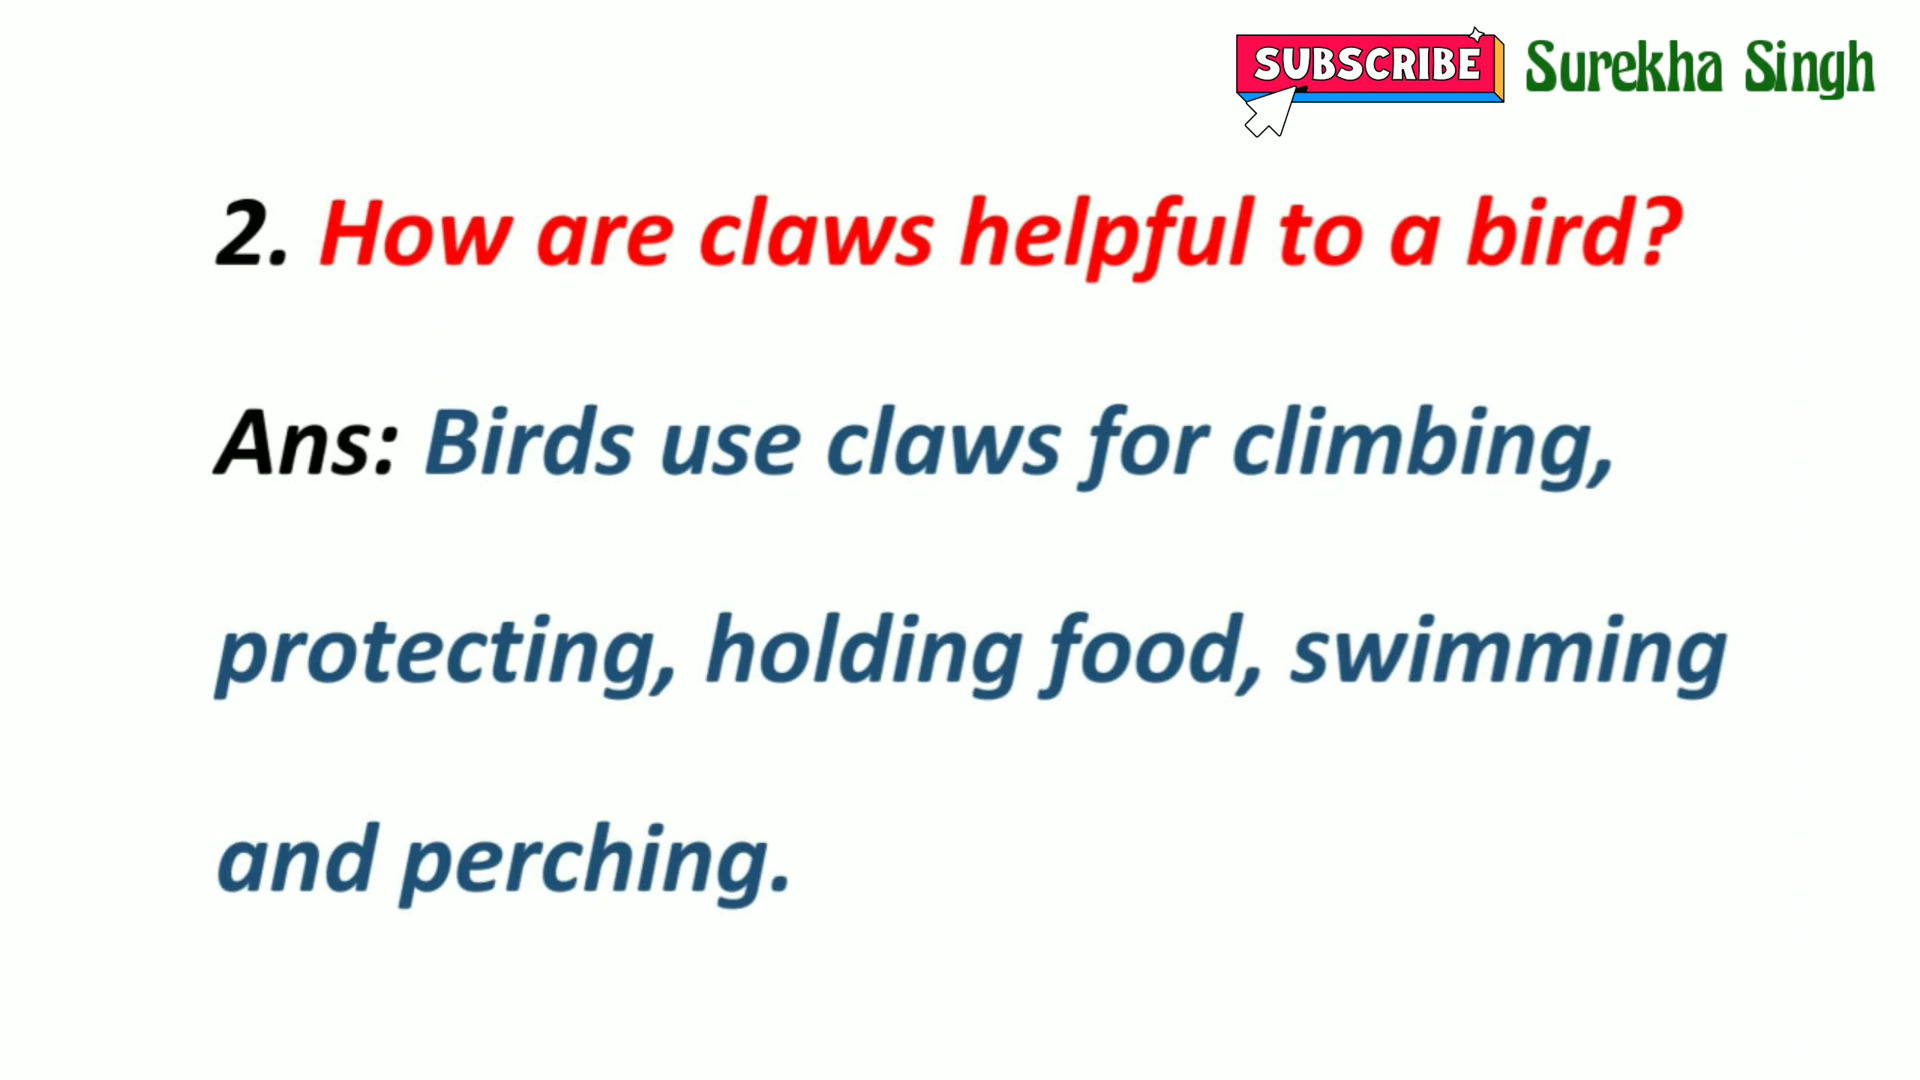 SUBSCRIBE Surekha Singh
2. How are claws helpful to a bird?
Ans: Birds use claws for climbing,
protecting, holding food, swimming
and perching.